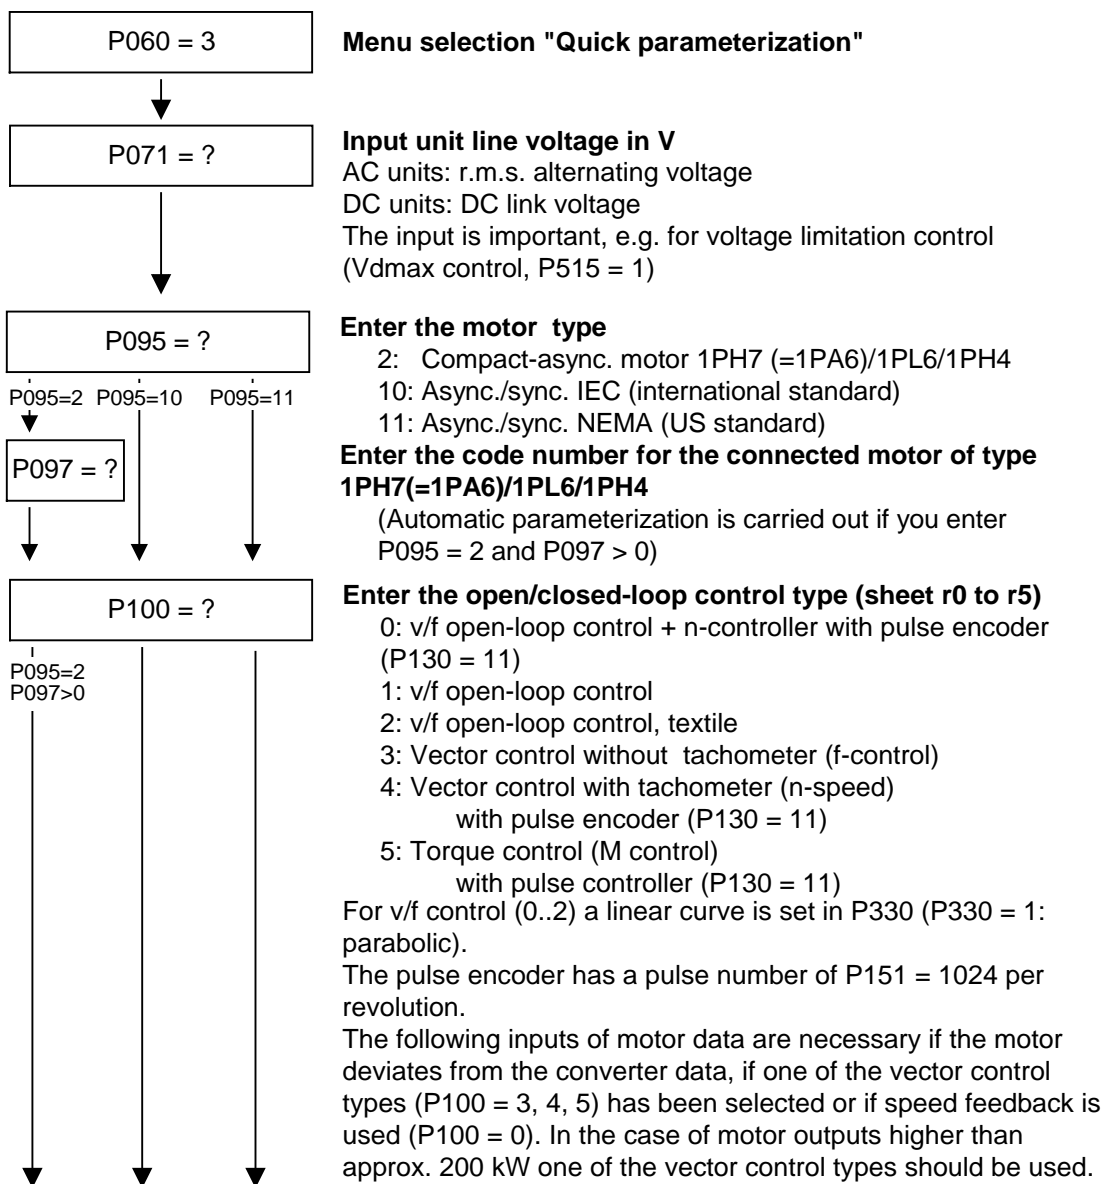 P060 = 3
Menu selection "Quick parameterization"
P071 = ?
Input unit line voltage in V
AC units: r.m.s. alternating voltage
DC units: DC link voltage
The input is important, e.g. for voltage limitation control
(Vdmax control, P515 = 1)
P095 = ?
Enter the motor type
2: Compact-async. motor 1PH7 (=1PA6)/1PL6/1PH4
10: Async./sync. IEC (international standard)
11: Async./sync. NEMA (US standard)
P095=2 P095=10 P095=11
P097 = ?
Enter the code number for the connected motor of type
1PH7(=1PA6)/1PL6/1PH4
(Automatic parameterization is carried out if you enter
P095 = 2 and P097 > 0)
P100 = ?
Enter the open/closed-loop control type (sheet r0 to r5)
0: v/f open-loop control + n-controller with pulse encoder
(P130 = 11)
1: v/f open-loop control
2: v/f open-loop control, textile
3: Vector control without tachometer (f-control)
4: Vector control with tachometer (n-speed)
with pulse encoder (P130 = 11)
5: Torque control (M control)
with pulse controller (P130 = 11)
P095=2
P097>0
For v/f control (0..2) a linear curve is set in P330 (P330 = 1:
parabolic).
The pulse encoder has a pulse number of P151 = 1024 per
revolution.
The following inputs of motor data are necessary if the motor
deviates from the converter data, if one of the vector control
types (P100 = 3, 4, 5) has been selected or if speed feedback is
used (P100 = 0). In the case of motor outputs higher than
approx. 200 kW one of the vector control types should be used.